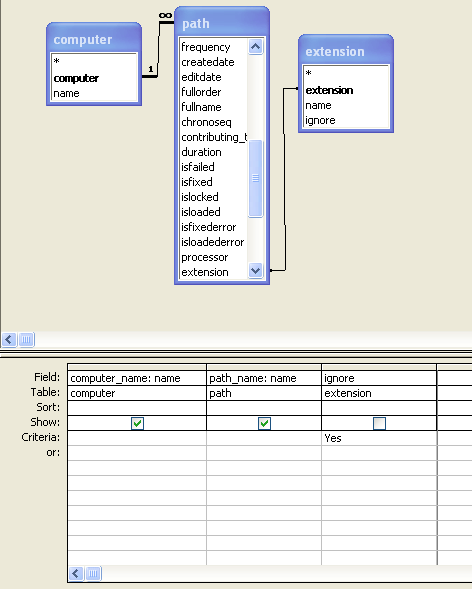 computer
*
computer
name
1
∞
path
frequency
createdate
editdate
fullorder
fullname
chronoseq
contributing_t
duration
isfailed
isfixed
islocked
isloaded
isfixederror
isloadederror
processor
extension
extension
*
extension
name
ignore
Field: computer_name: name path_name: name ignore
Table: computer path extension
Sort:
Show:
Criteria: Yes
or: